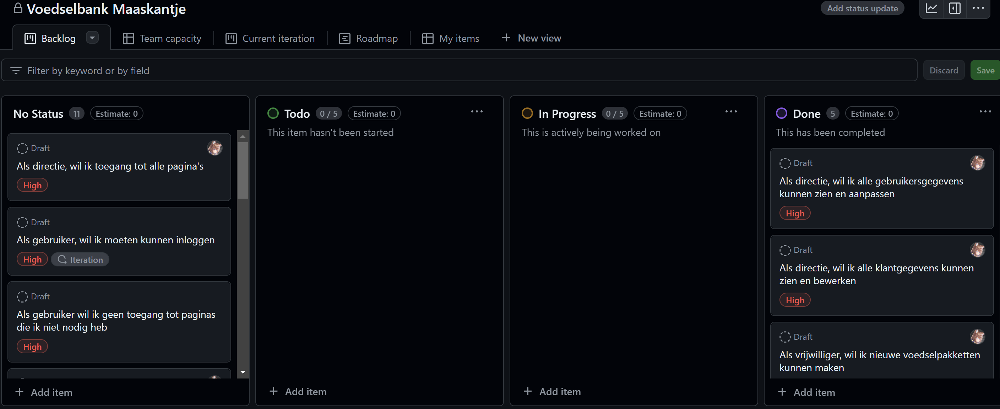 Voedselbank Maaskantje
Add status update
Backlog
Team capacity
Current iteration
Roadmap
My items
New view
Filter by keyword or by field
Discard
Save
No Status 11 Estimate: 0
Draft
Als directie, wil ik toegang tot alle pagina's
High
Draft
Als gebruiker, wil ik moeten kunnen inloggen
High Iteration
Draft
Als gebruiker wil ik geen toegang tot paginas
die ik niet nodig heb
High
Add item
Todo 0 / 5 Estimate: 0
This item hasn't been started
Add item
In Progress 0 / 5 Estimate: 0
This is actively being worked on
Add item
Done 5 Estimate: 0
This has been completed
Draft
Als directie, wil ik alle gebruikersgegevens
kunnen zien en aanpassen
High
Draft
Als directie, wil ik alle klantgegevens kunnen
zien en bewerken
High
Draft
Als vrijwilliger, wil ik nieuwe voedselpakketten
kunnen maken
Add item